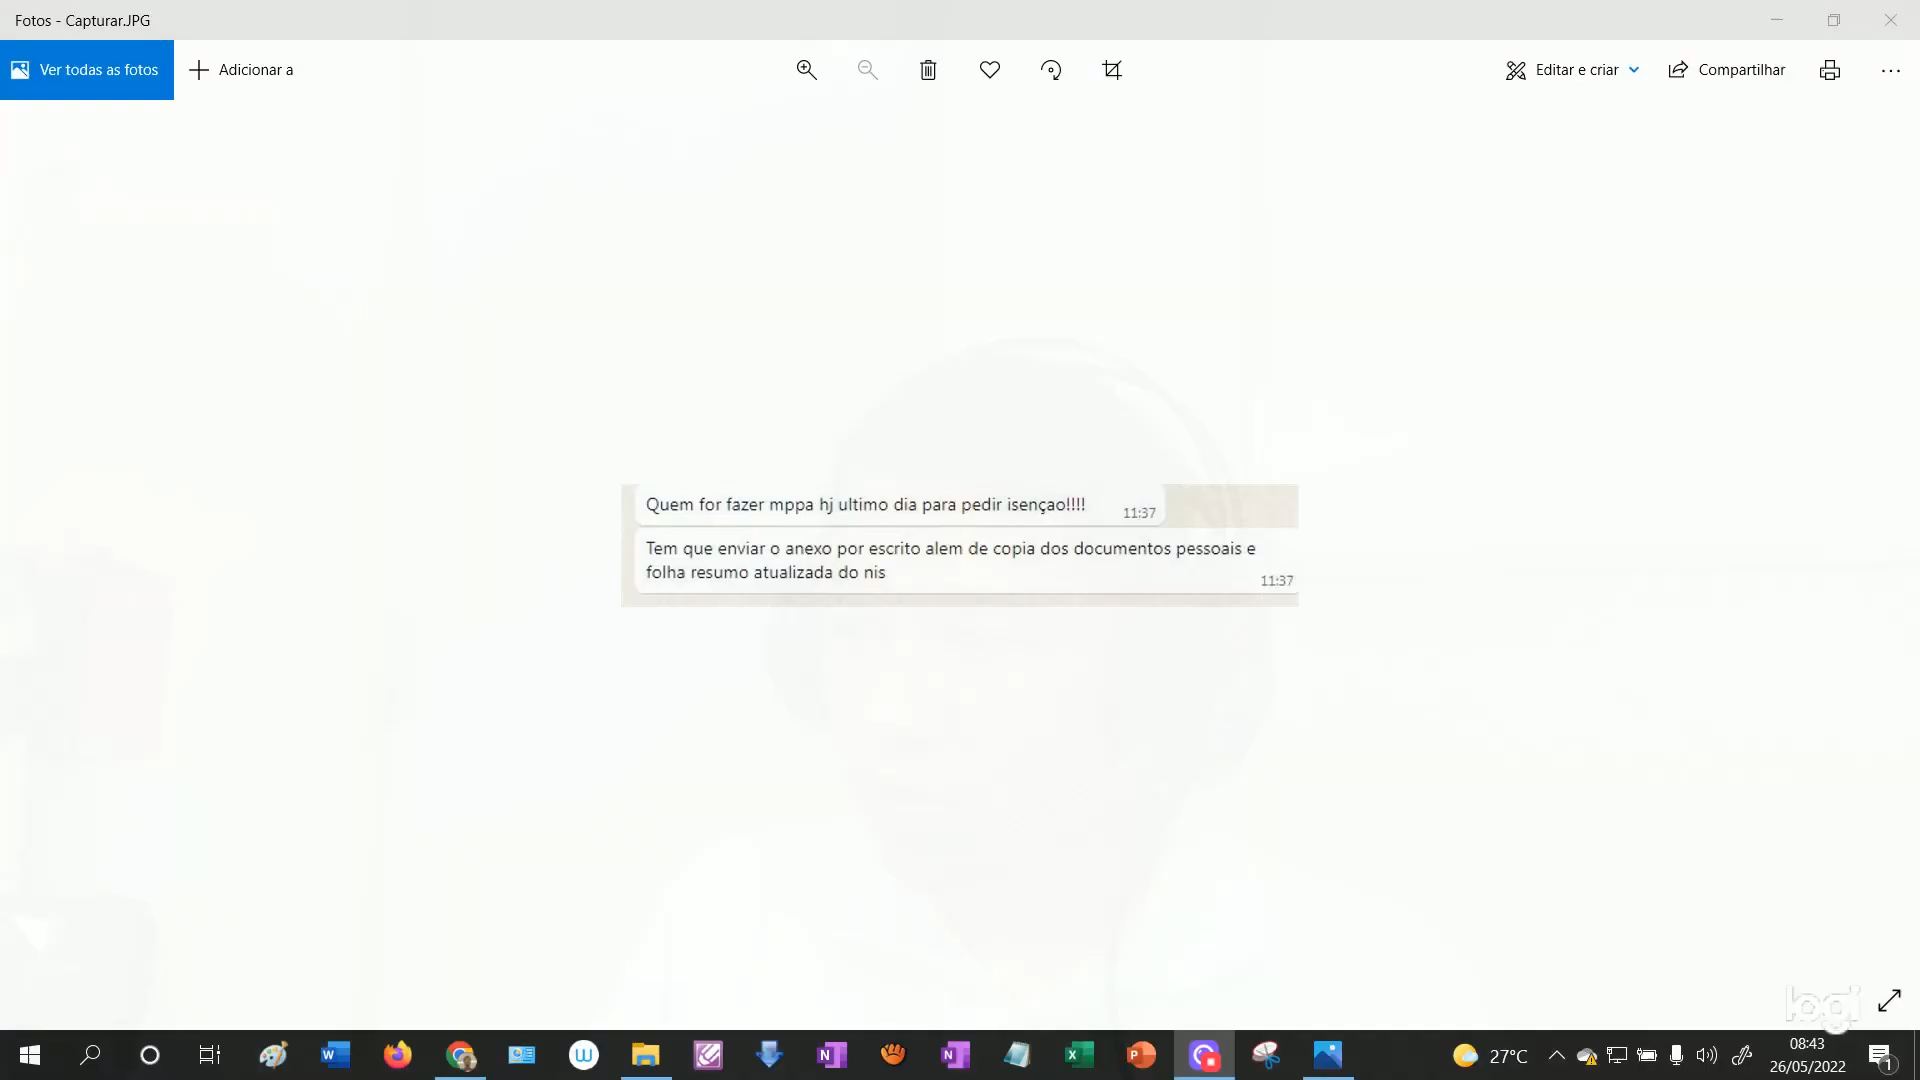 Fotos - Capturar.JPG
Ver todas as fotos
Adicionar a
Editar e criar
Compartilhar
Quem for fazer mppa hj ultimo dia para pedir isençao!!!!
11:37
Tem que enviar o anexo por escrito alem de copia dos documentos pessoais e
folha resumo atualizada do nis
11:37
logi
27°C
08:43
26/05/2022
1